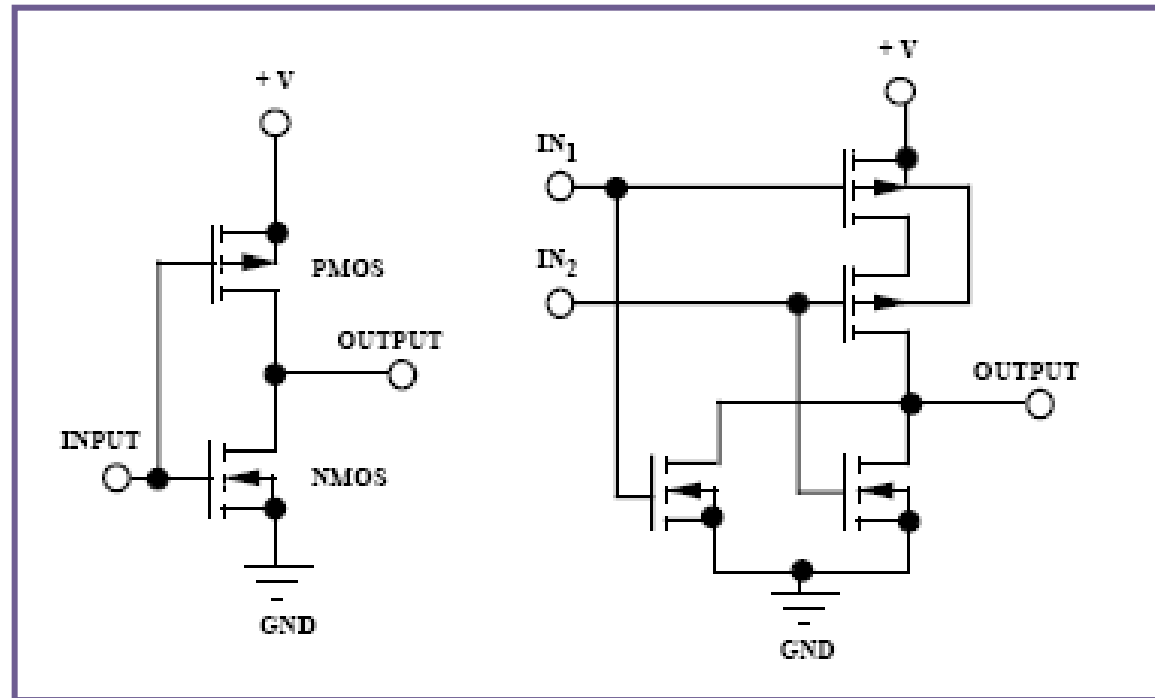 + V
PMOS
OUTPUT
INPUT
NMOS
GND
+ V
IN1
IN2
OUTPUT
GND